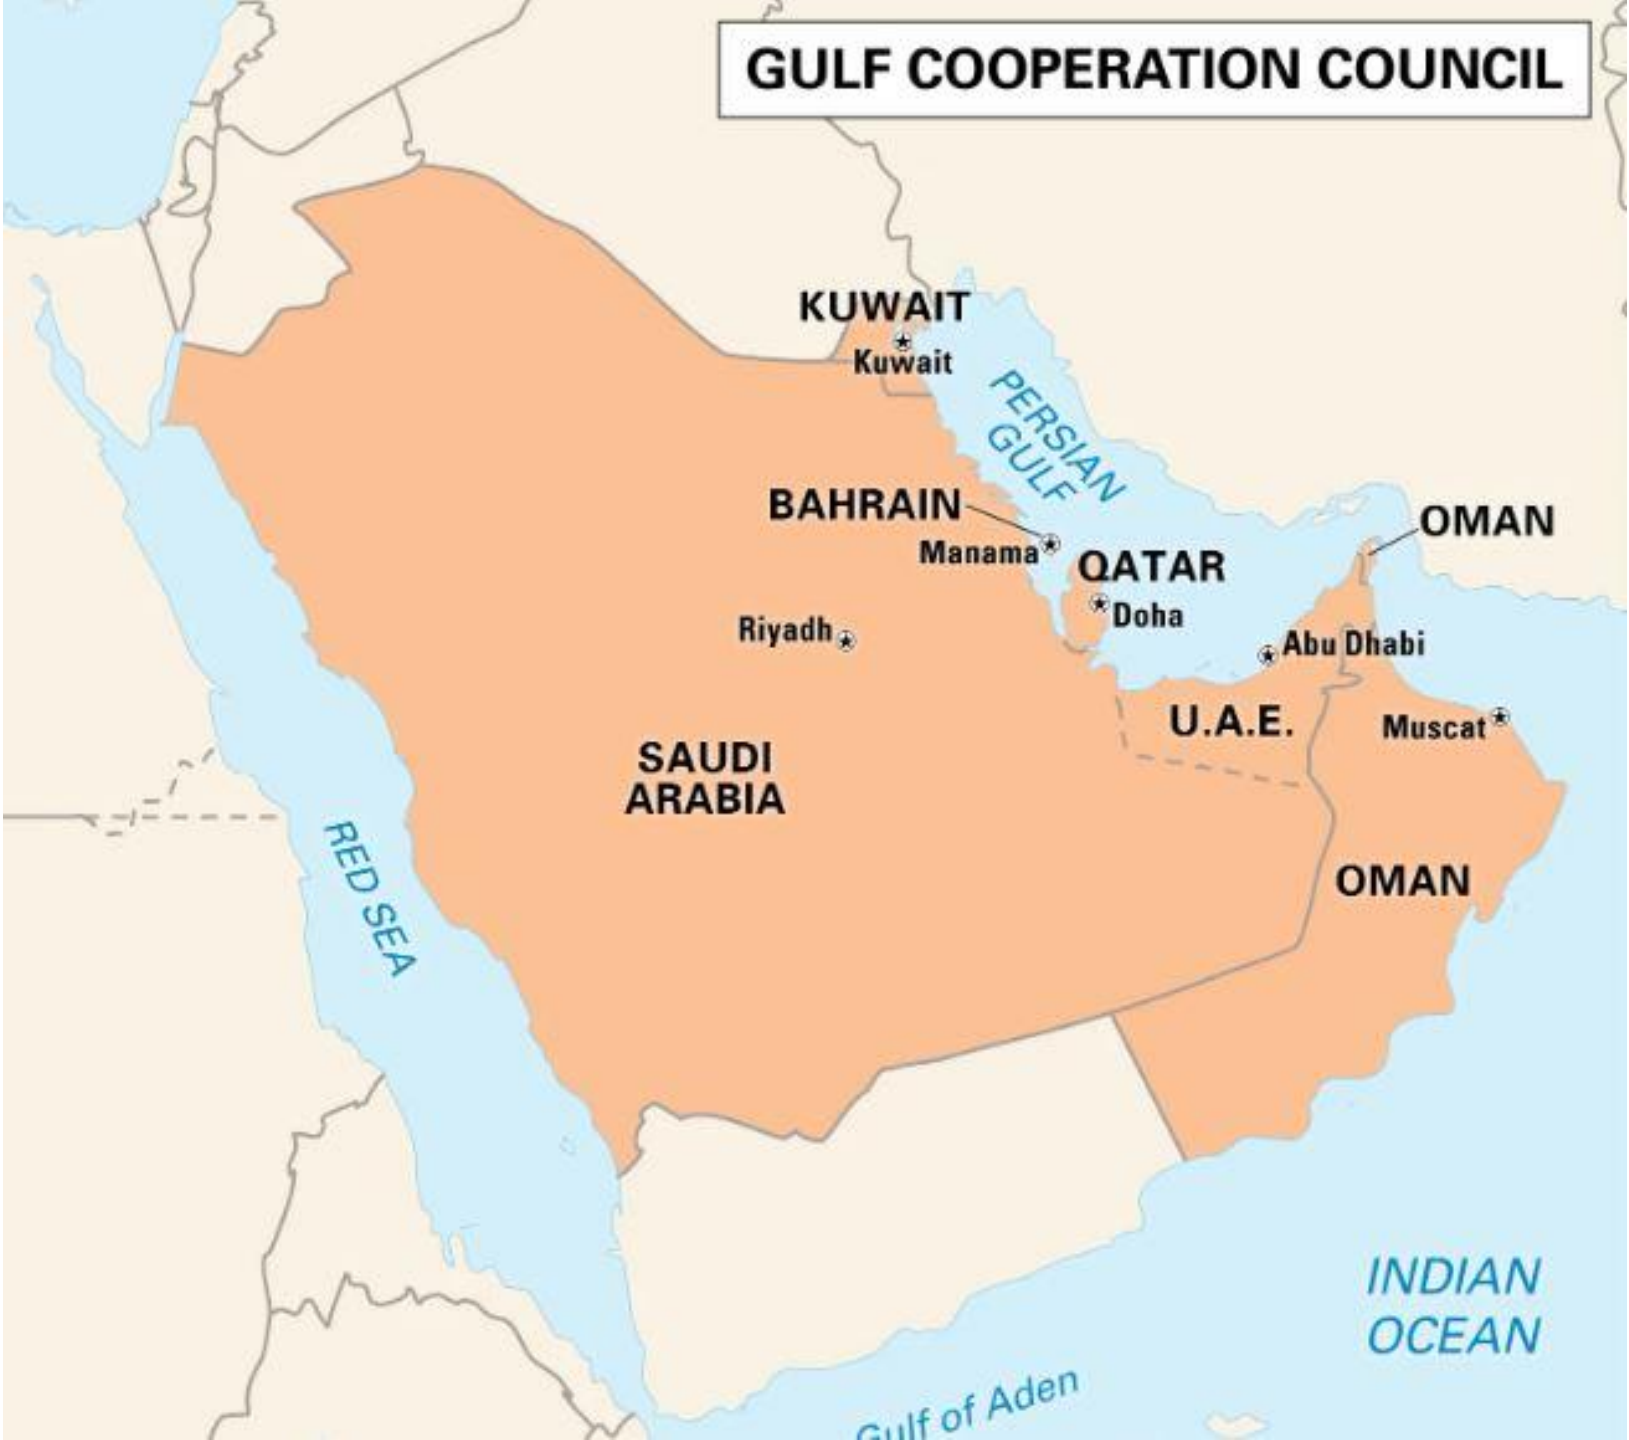 GULF COOPERATION COUNCIL
KUWAIT
Kuwait
PERSIAN
GULF
BAHRAIN
Manama
QATAR
Doha
OMAN
Riyadh
Abu Dhabi
U.A.E.
Muscat
SAUDI
ARABIA
RED SEA
OMAN
INDIAN
OCEAN
Gulf of Aden